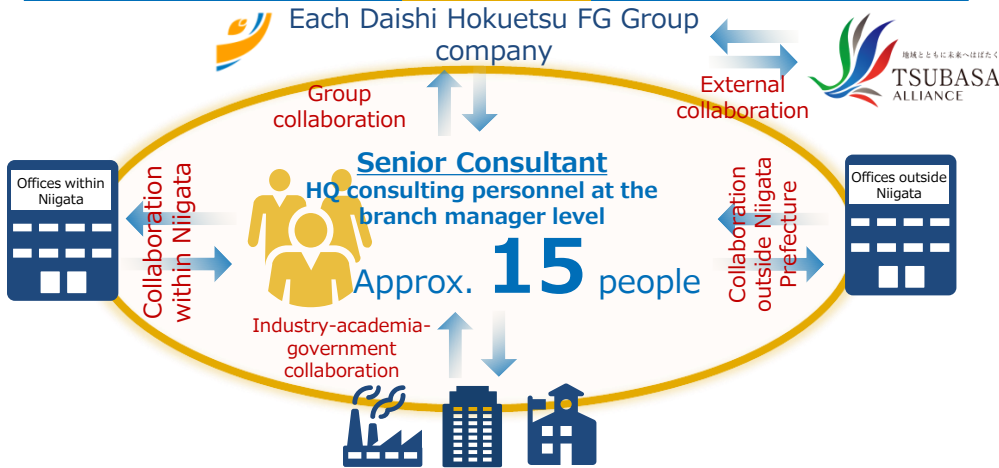 Each Daishi Hokuetsu FG Group
company
地域とともに未来へはばたく
TSUBASA
ALLIANCE
Group
collaboration
External
collaboration
Offices within
Niigata
Collaboration
within Niigata
Senior Consultant
HQ consulting personnel at the
branch manager level
Approx. 15 people
Collaboration
outside Niigata
Prefecture
Offices outside
Niigata
Industry-academia-
government
collaboration